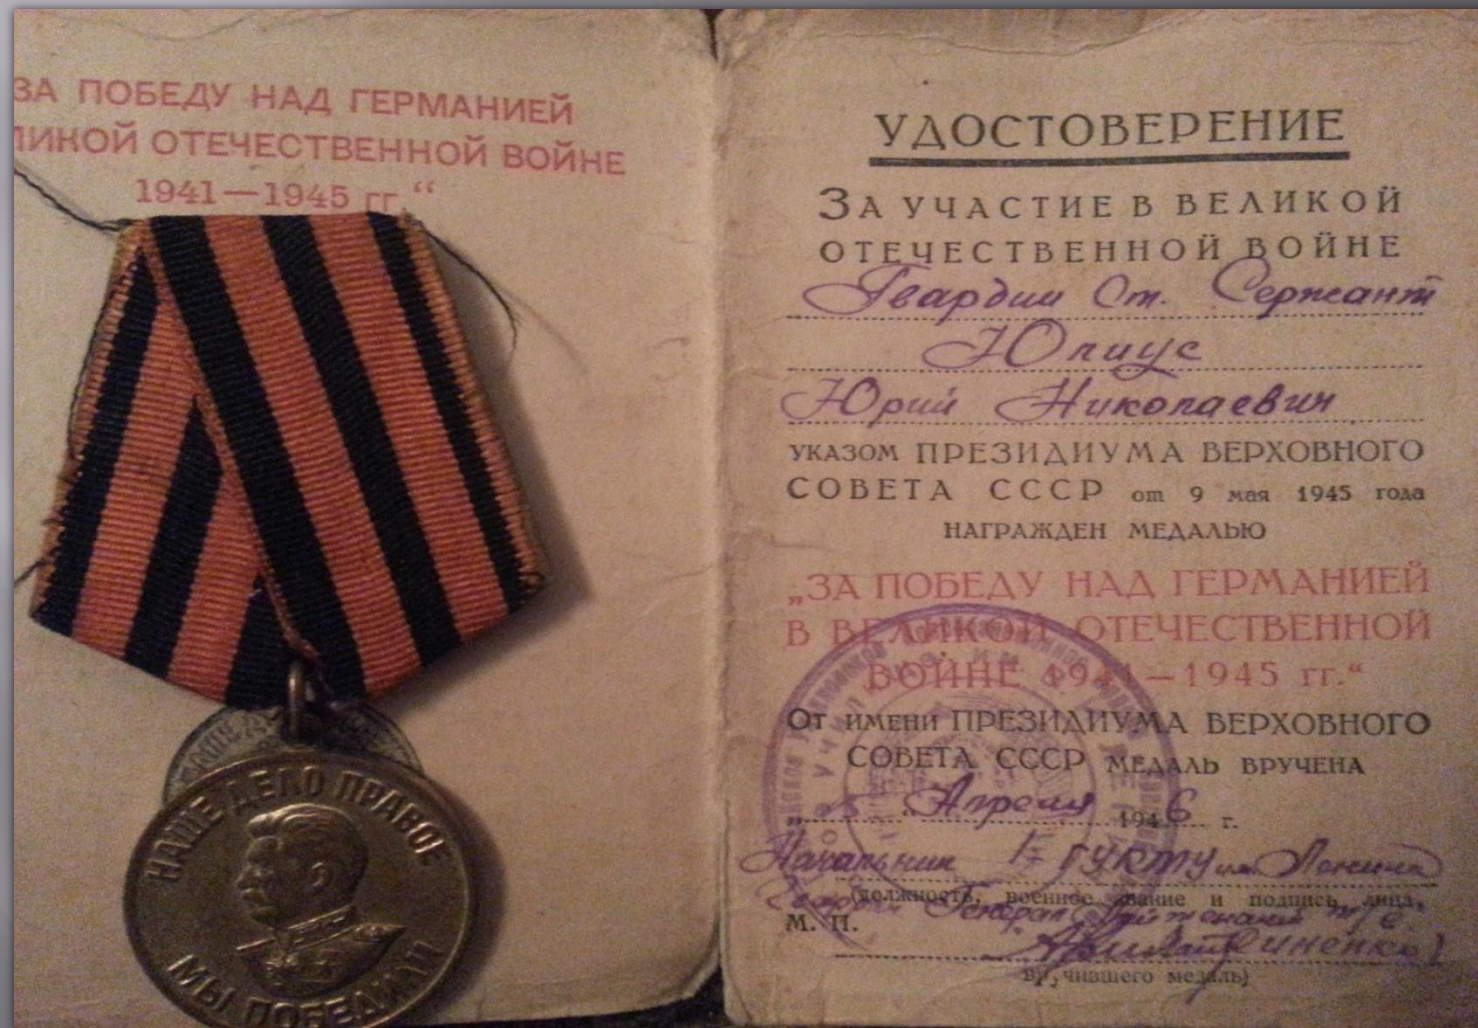 ЗА ПОБЕДУ НАД ГЕРМАНИЕЙ
ЛИКОЙ ОТЕЧЕСТВЕННОЙ ВОЙНЕ
1941—1945 гг.“
НАШЕ ДЕЛО ПРАВОЕ
МЫ ПОБЕДИЛИ
УДОСТОВЕРЕНИЕ
ЗА УЧАСТИЕ В ВЕЛИКОЙ
ОТЕЧЕСТВЕННОЙ ВОЙНЕ
Гвардии Ст. Сержант
Юлиус
Юрий Николаевич
УКАЗОМ ПРЕЗИДИУМА ВЕРХОВНОГО
СОВЕТА СССР от 9 мая 1945 года
НАГРАЖДЕН МЕДАЛЬЮ
„ЗА ПОБЕДУ НАД ГЕРМАНИЕЙ
В ВЕЛИКОЙ ОТЕЧЕСТВЕННОЙ
ВОЙНЕ 1941—1945 гг.“
ОТ ИМЕНИ ПРЕЗИДИУМА ВЕРХОВНОГО
СОВЕТА СССР МЕДАЛЬ ВРУЧЕНА
Апреля 1946 г.
Начальник ГУКТУ им. Ленина
(должность, воинское звание и подпись лица,
Гвардии Генерал Лейтенант т/в
М. П.
вручившего медаль)